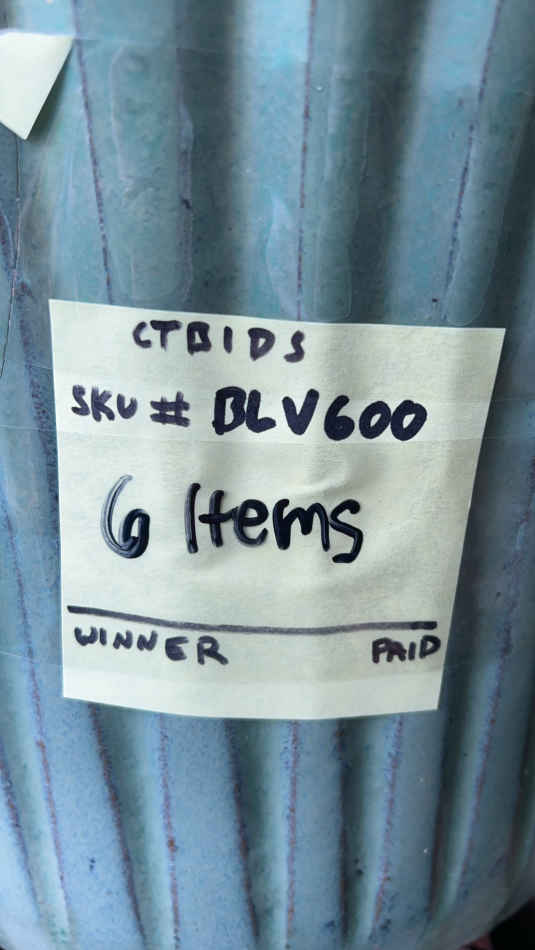 CTBIDS
SKU # BLV600
6 Items
WINNER PAID